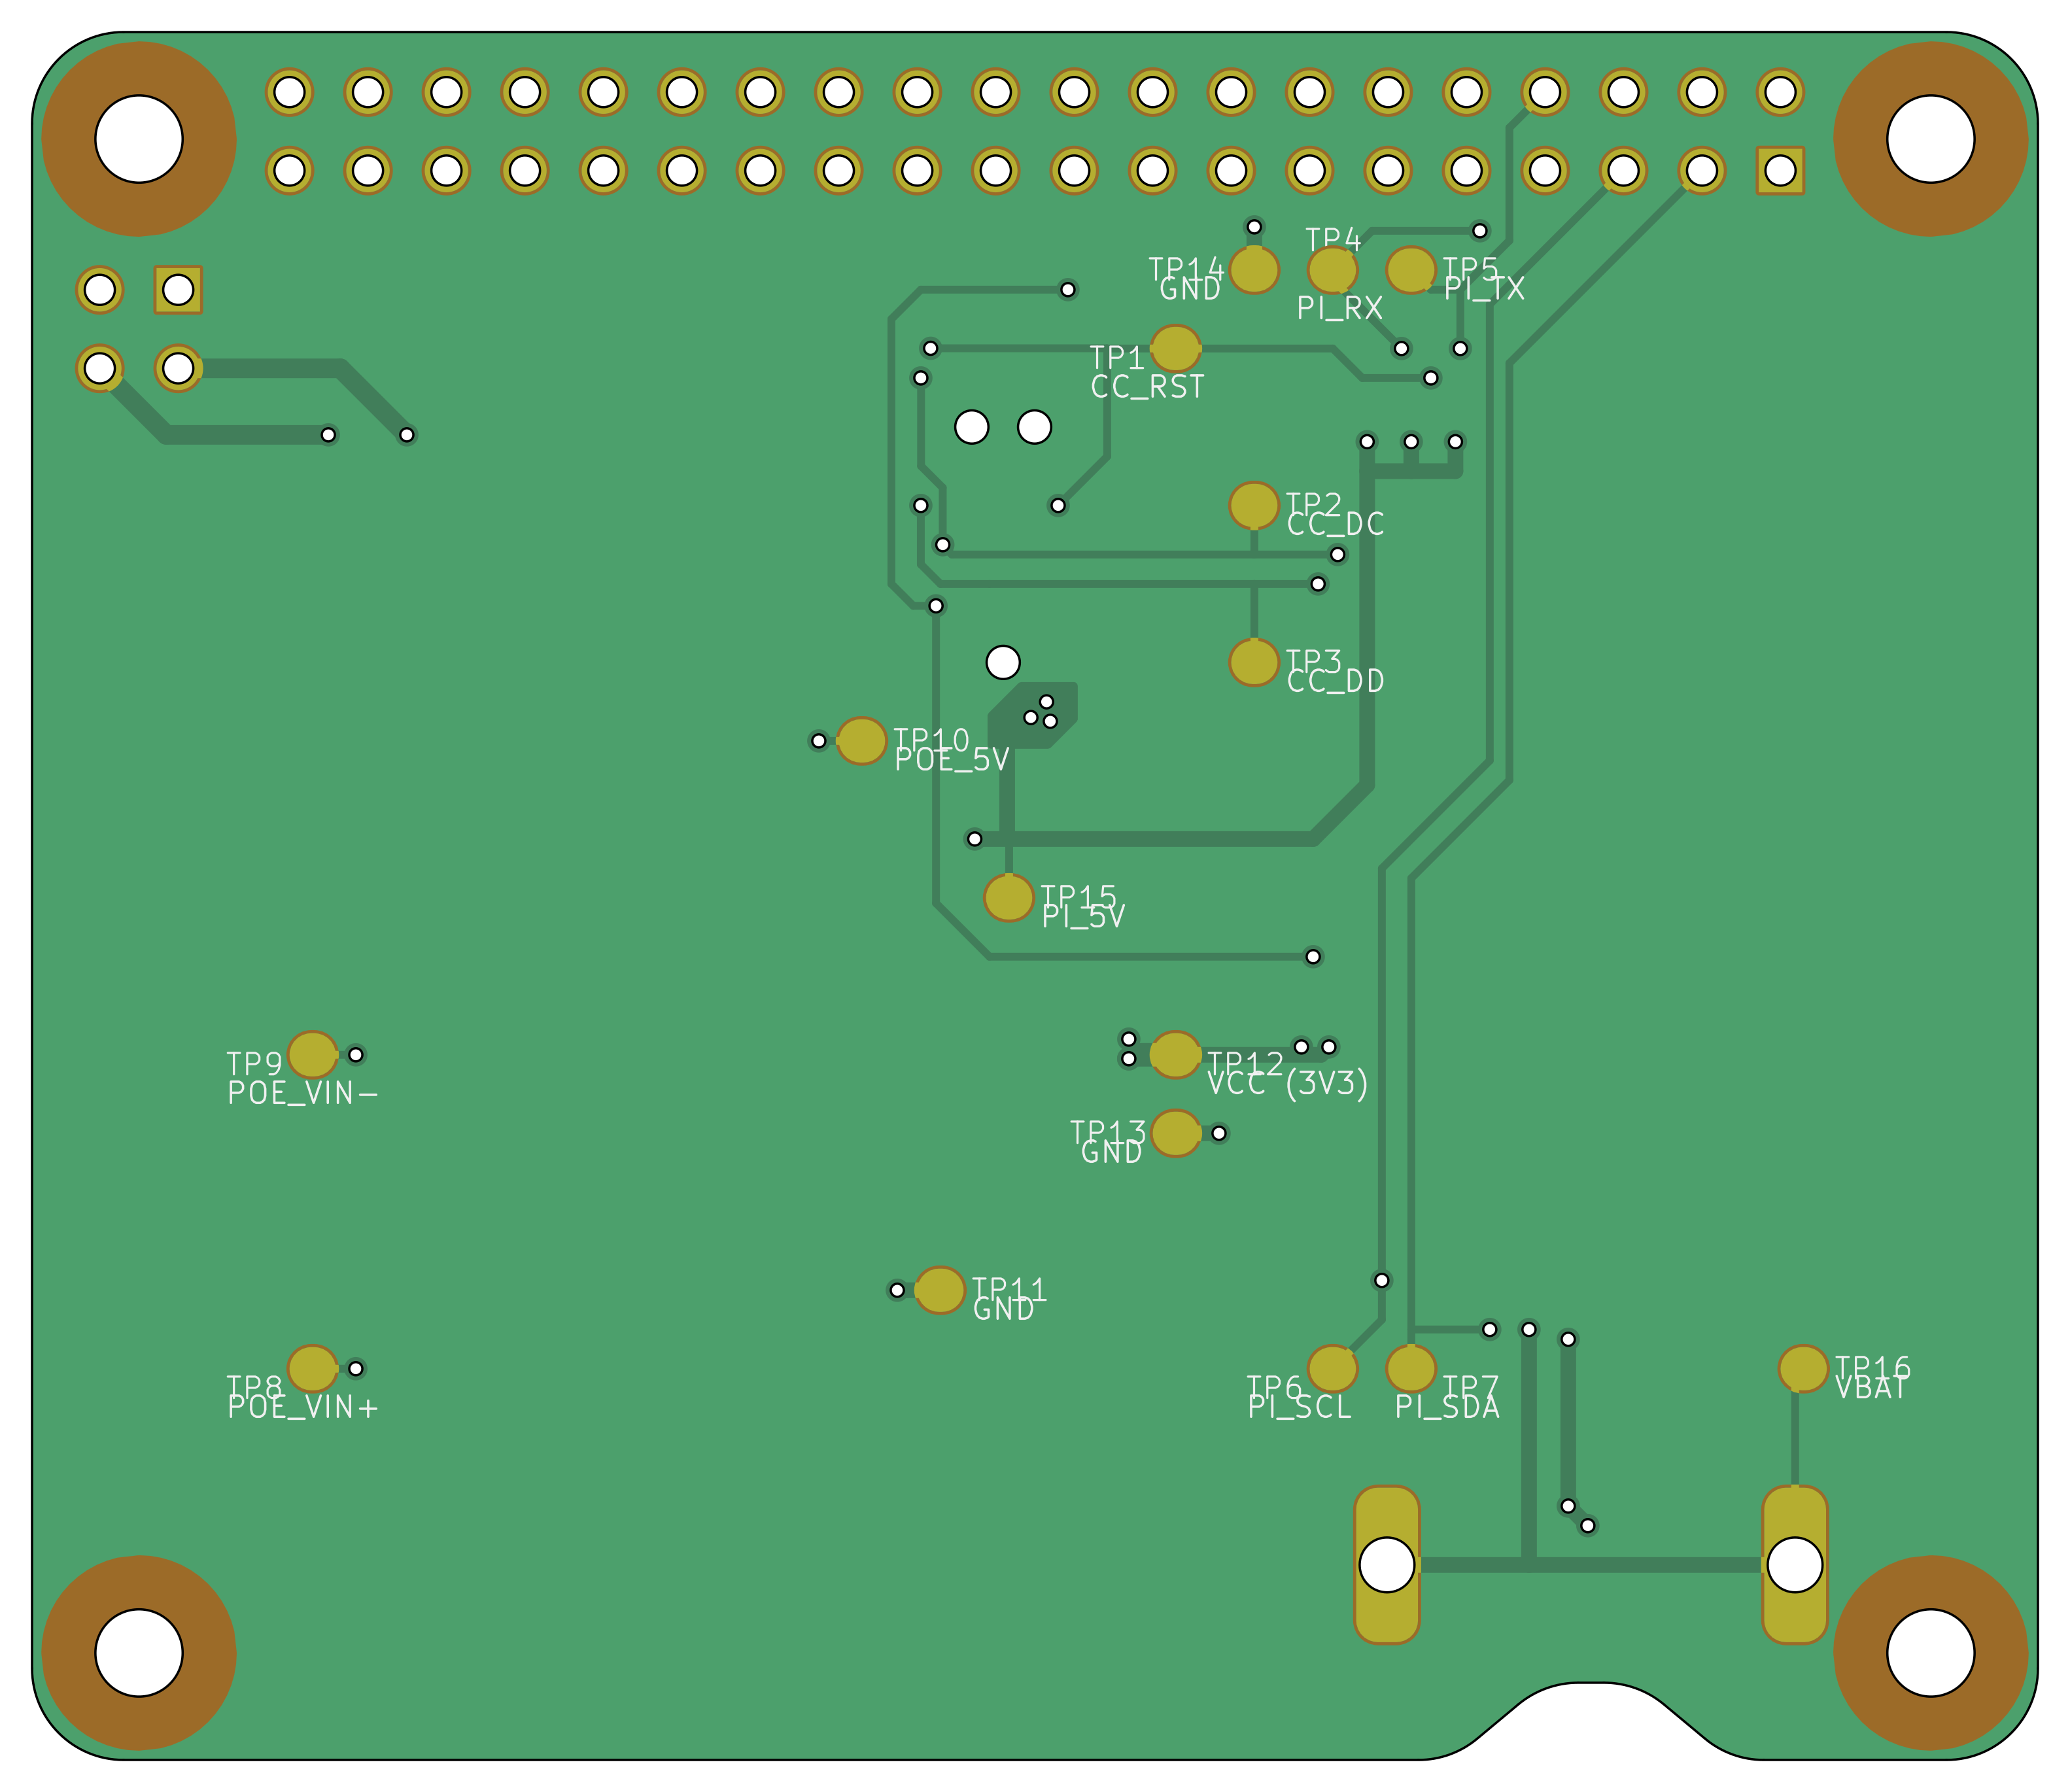 TP4
TP14
GND
TP5
PI_TX
PI_RX
TP1
CC_RST
TP2
CC_DC
TP3
CC_DD
TP10
POE_5V
TP15
PI_5V
TP9
POE_VIN-
TP12
VCC(3V3)
TP13
GND
TP11
GND
TP8
POE_VIN+
TP6
PI_SCL
TP7
PI_SDA
TP16
VBAT